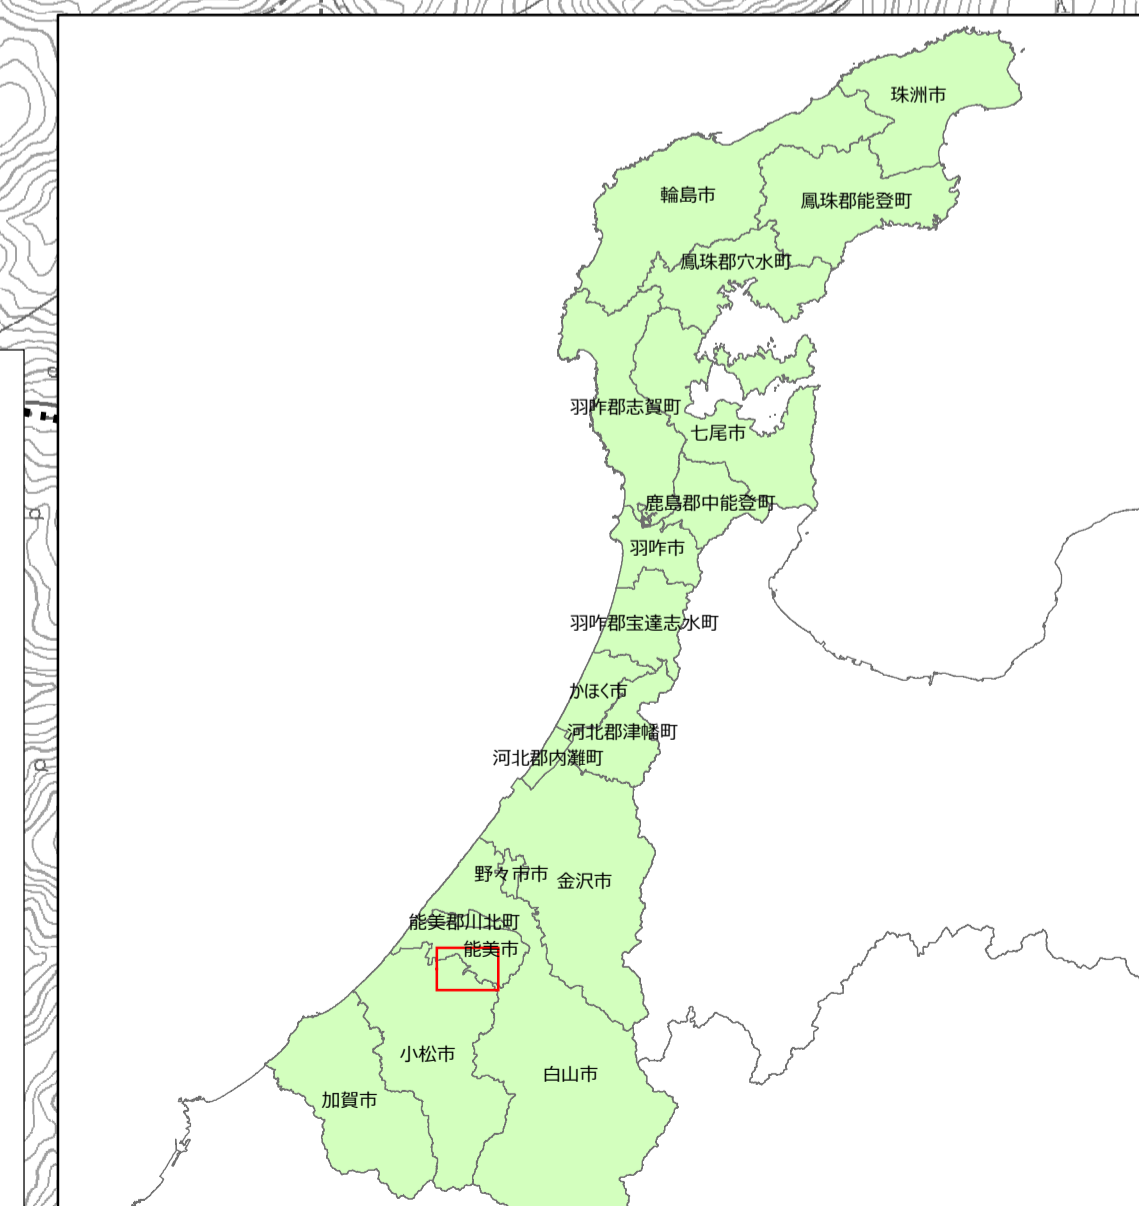 珠洲市
輪島市
鳳珠郡能登町
鳳珠郡穴水町
羽咋郡志賀町
七尾市
鹿島郡中能登町
羽咋市
羽咋郡宝達志水町
かほく市
河北郡津幡町
河北郡内灘町
野々市市
金沢市
能美郡川北町
能美市
小松市
白山市
加賀市